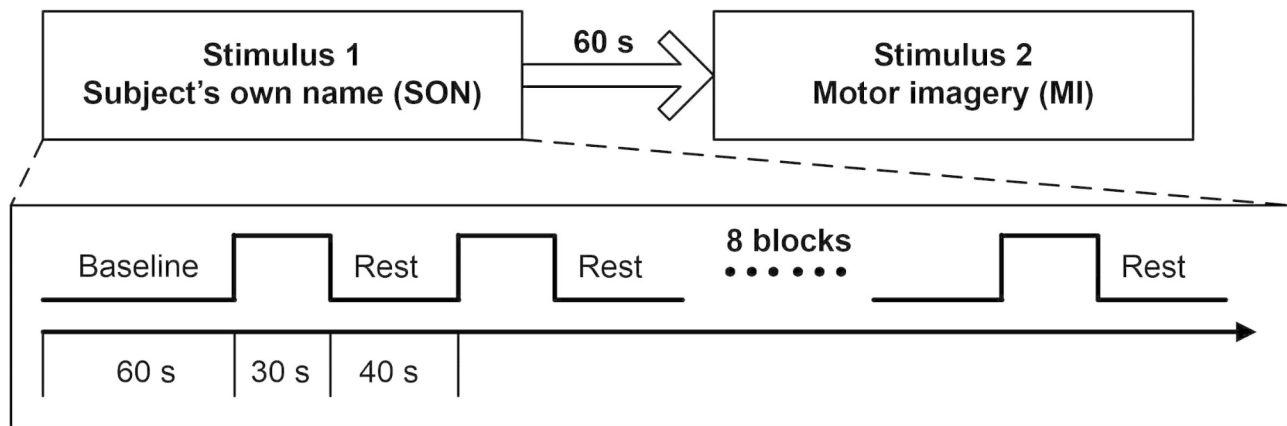 Stimulus 1
Subject's own name (SON)
60 s
Stimulus 2
Motor imagery (MI)
Baseline
Rest
Rest
8 blocks
Rest
60 s
30 s
40 s